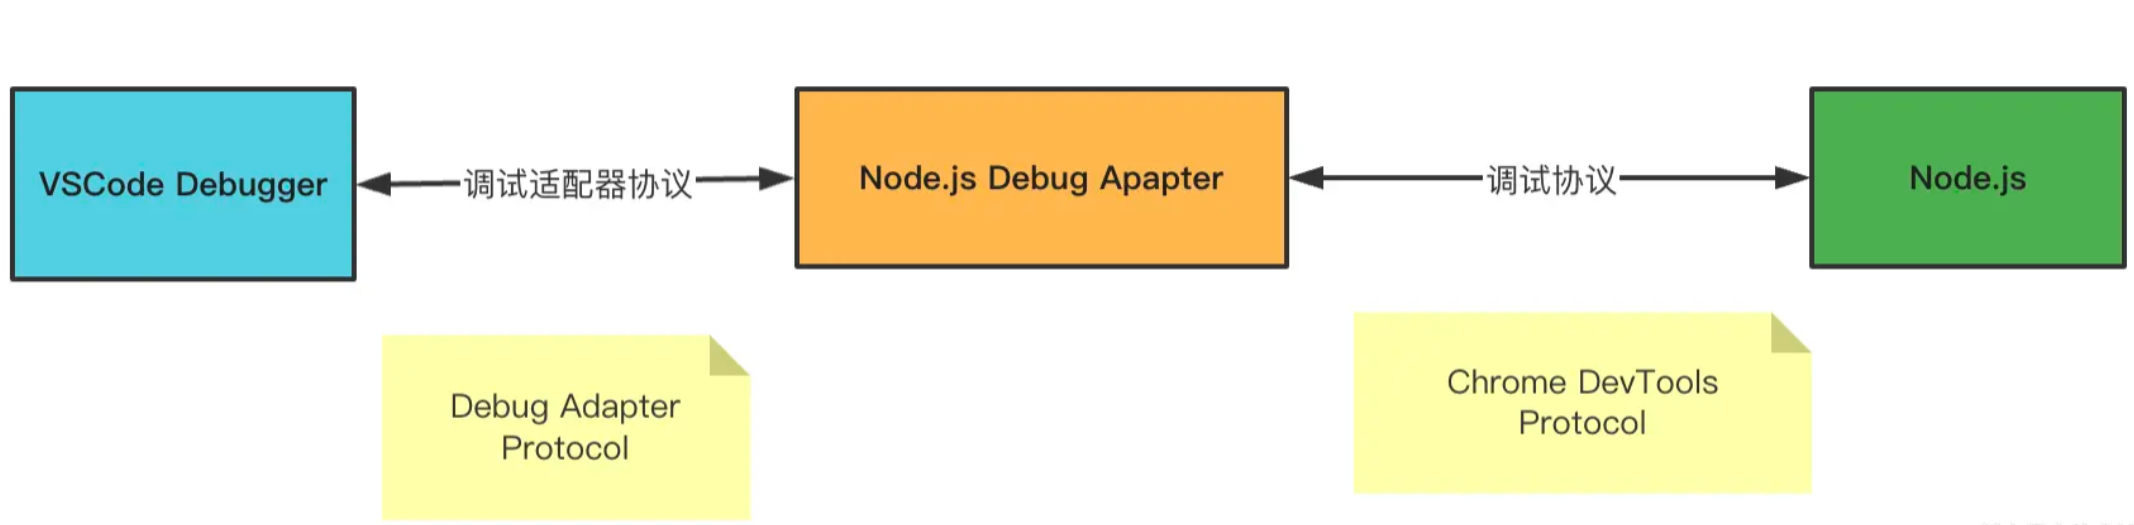 VSCode Debugger
调试适配器协议
Node.js Debug Apapter
调试协议
Node.js
Debug Adapter
Protocol
Chrome DevTools
Protocol